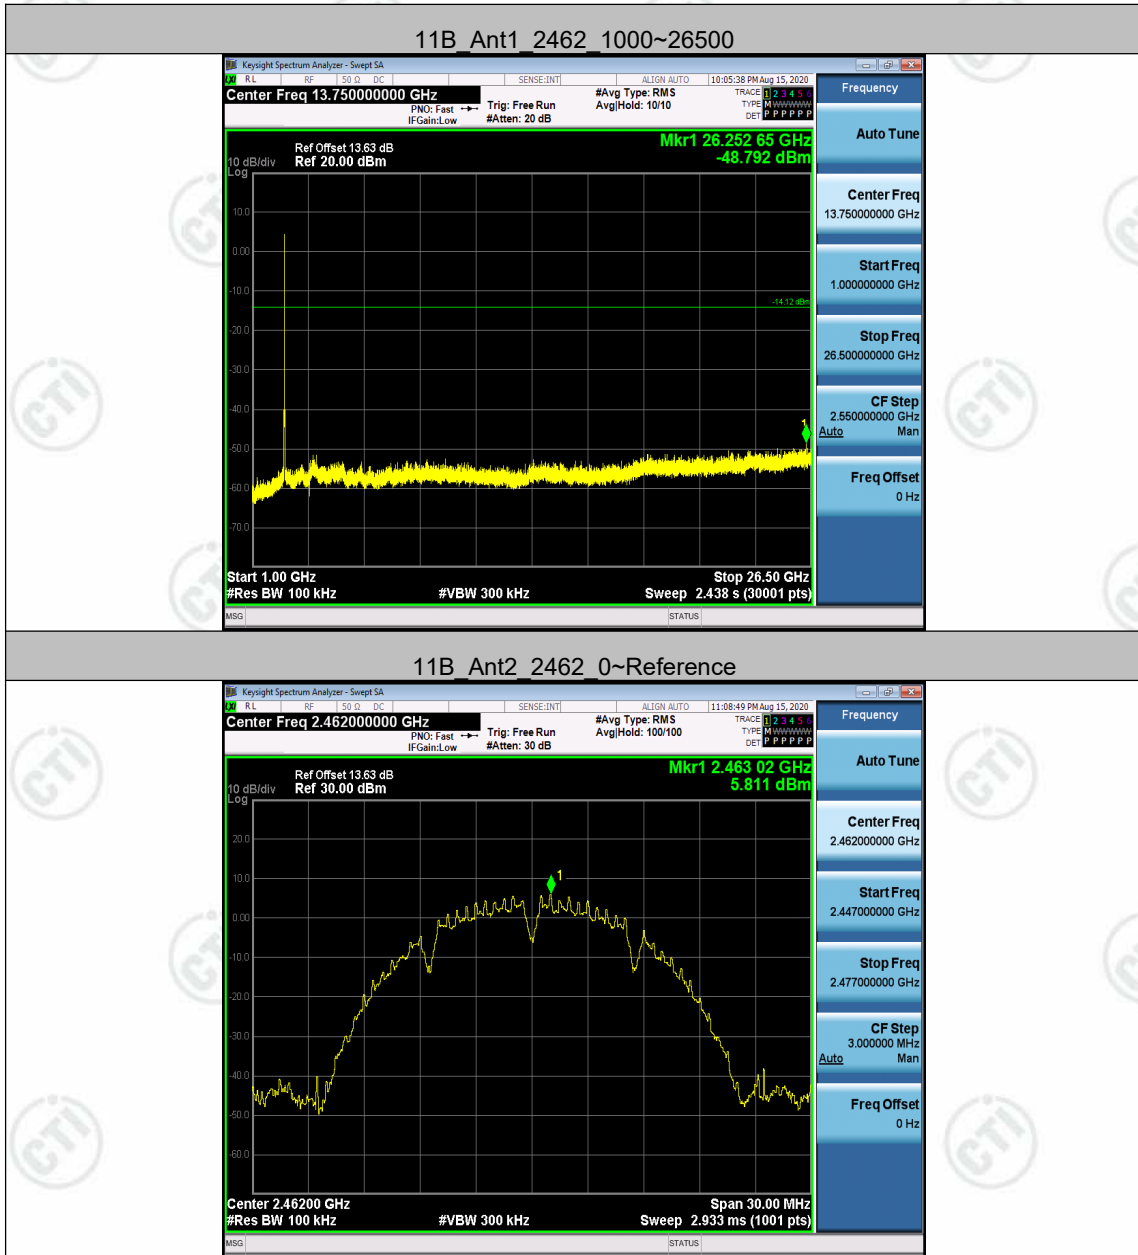 11B_Ant1_2462_1000~26500
Keysight Spectrum Analyzer - Swept SA
LXI RL RF 50 Ω DC SENSE:INT ALIGN AUTO 10:05:38 PM Aug 15, 2020
Center Freq 13.750000000 GHz
PNO: Fast
IFGain:Low
Trig: Free Run
#Atten: 20 dB
#Avg Type: RMS
Avg|Hold: 10/10
TRACE 1 2 3 4 5 6
TYPE M WWWWW
DET P P P P P P
Ref Offset 13.63 dB
10 dB/div Ref 20.00 dBm
Log
Mkr1 26.252 65 GHz
-48.792 dBm
10.0
0.00
-10.0
-14.12 dBm
-20.0
-30.0
-40.0
1
-50.0
-60.0
-70.0
Start 1.00 GHz Stop 26.50 GHz
#Res BW 100 kHz #VBW 300 kHz Sweep 2.438 s (30001 pts)
MSG STATUS
Frequency
Auto Tune
Center Freq
13.750000000 GHz
Start Freq
1.000000000 GHz
Stop Freq
26.500000000 GHz
CF Step
2.550000000 GHz
Auto Man
Freq Offset
0 Hz
11B_Ant2_2462_0~Reference
Keysight Spectrum Analyzer - Swept SA
LXI RL RF 50 Ω DC SENSE:INT ALIGN AUTO 11:08:49 PM Aug 15, 2020
Center Freq 2.462000000 GHz
PNO: Fast
IFGain:Low
Trig: Free Run
#Atten: 30 dB
#Avg Type: RMS
Avg|Hold: 100/100
TRACE 1 2 3 4 5 6
TYPE M WWWWW
DET P P P P P P
Ref Offset 13.63 dB
10 dB/div Ref 30.00 dBm
Log
Mkr1 2.463 02 GHz
5.811 dBm
20.0
10.0
1
0.00
-10.0
-20.0
-30.0
-40.0
-50.0
-60.0
Center 2.46200 GHz Span 30.00 MHz
#Res BW 100 kHz #VBW 300 kHz Sweep 2.933 ms (1001 pts)
MSG STATUS
Frequency
Auto Tune
Center Freq
2.462000000 GHz
Start Freq
2.447000000 GHz
Stop Freq
2.477000000 GHz
CF Step
3.000000 MHz
Auto Man
Freq Offset
0 Hz
CTI